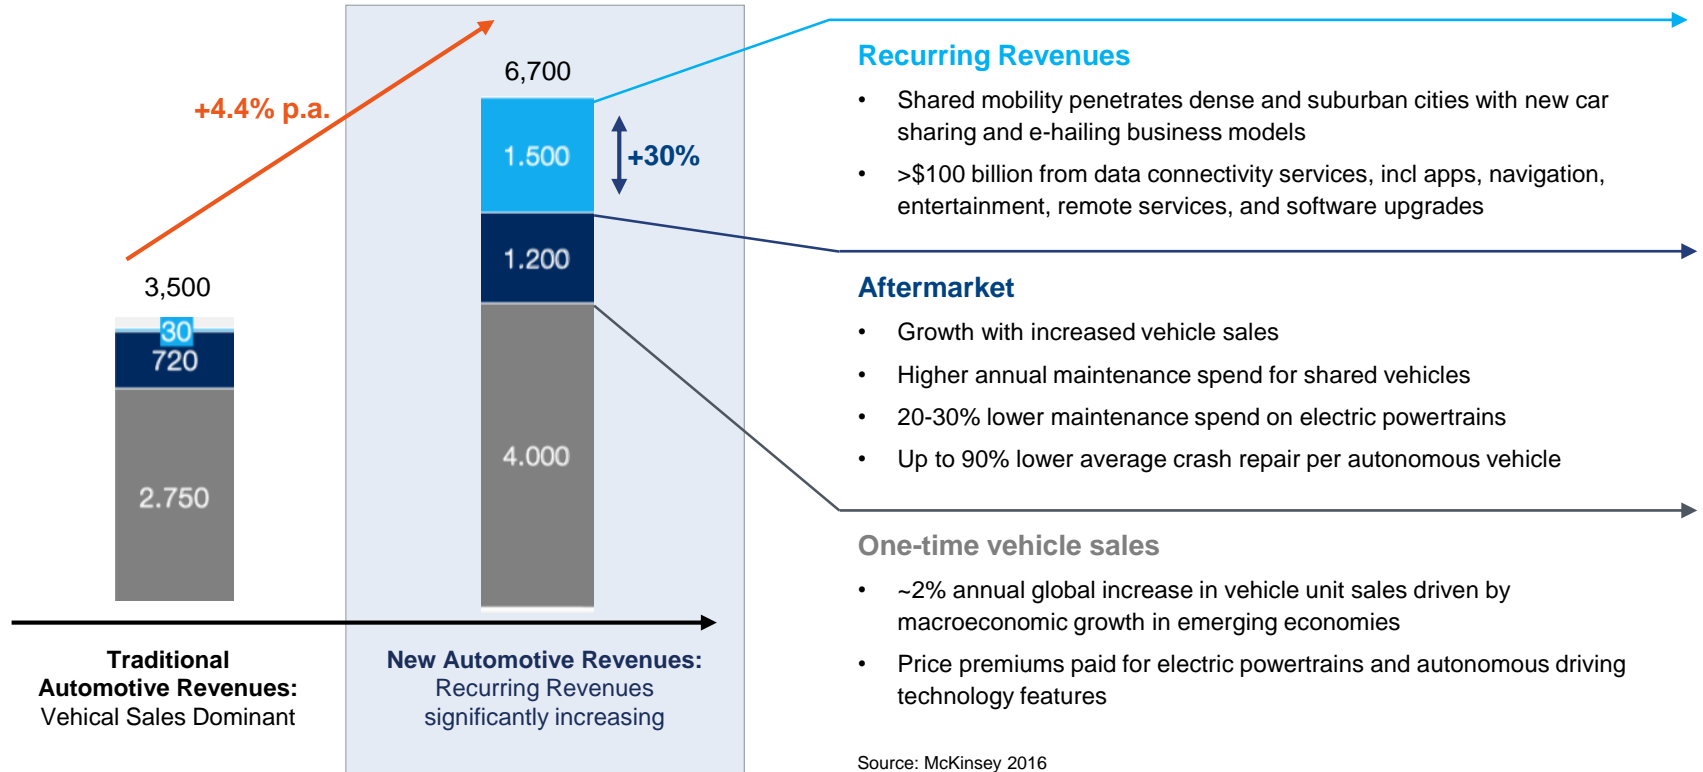 +4.4% p.a.
3,500
30
720
2.750
6,700
1.500
+30%
1.200
4.000
Traditional
Automotive Revenues:
Vehical Sales Dominant
New Automotive Revenues:
Recurring Revenues
significantly increasing
Recurring Revenues
• Shared mobility penetrates dense and suburban cities with new car
sharing and e-hailing business models
• >$100 billion from data connectivity services, incl apps, navigation,
entertainment, remote services, and software upgrades
Aftermarket
• Growth with increased vehicle sales
• Higher annual maintenance spend for shared vehicles
• 20-30% lower maintenance spend on electric powertrains
• Up to 90% lower average crash repair per autonomous vehicle
One-time vehicle sales
• ~2% annual global increase in vehicle unit sales driven by
macroeconomic growth in emerging economies
• Price premiums paid for electric powertrains and autonomous driving
technology features
Source: McKinsey 2016